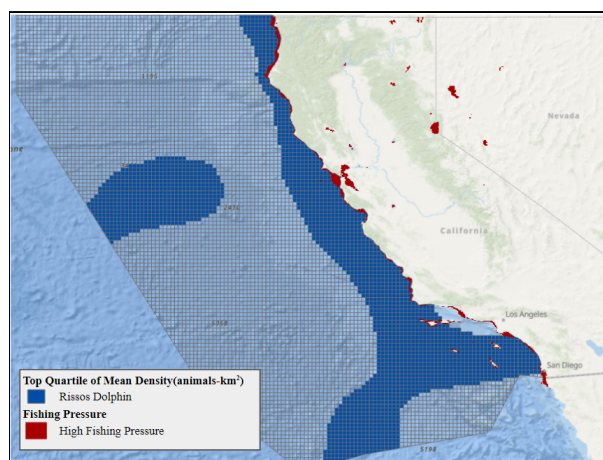 Nevada
California
Los Angeles
San Diego
Top Quartile of Mean Density(animals-km²)
Rissos Dolphin
Fishing Pressure
High Fishing Pressure
5198